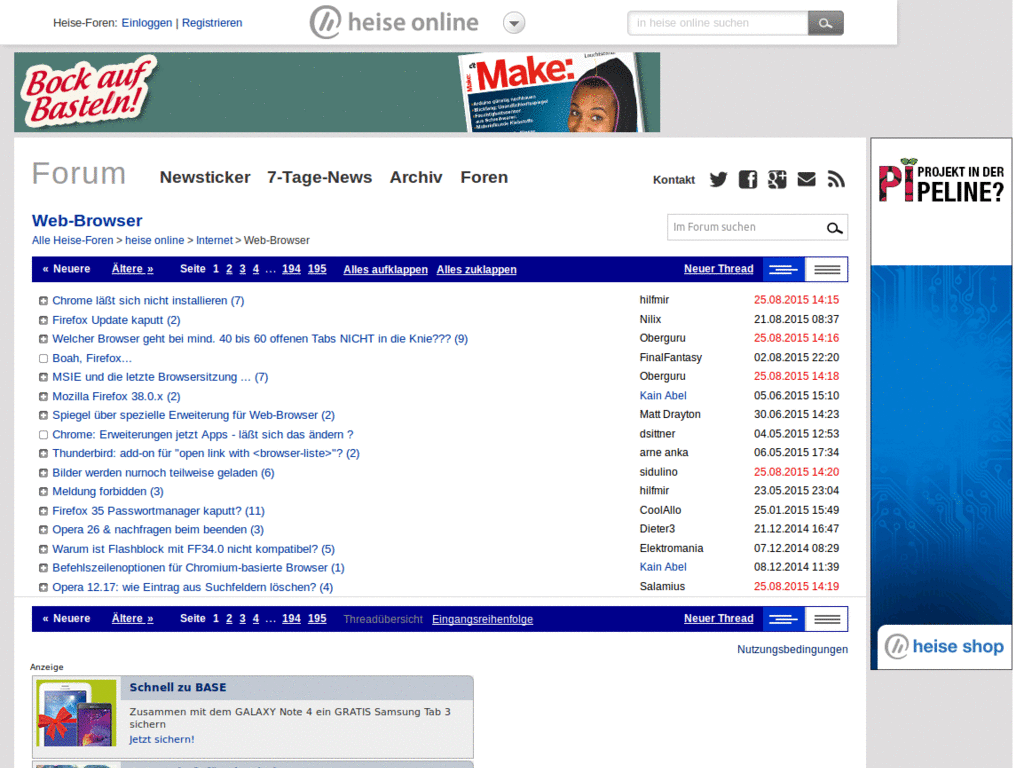 Heise-Foren: Einloggen | Registrieren
heise online
in heise online suchen
Bock auf
Basteln!
Make:
PROJEKT IN DER
PIPELINE?
Forum Newsticker 7-Tage-News Archiv Foren Kontakt
Web-Browser
Im Forum suchen
Alle Heise-Foren > heise online > Internet > Web-Browser
« Neuere Ältere » Seite 1 2 3 4 ... 194 195 Alles aufklappen Alles zuklappen Neuer Thread
Chrome läßt sich nicht installieren (7) hilfmir 25.08.2015 14:15
Firefox Update kaputt (2) Nilix 21.08.2015 08:37
Welcher Browser geht bei mind. 40 bis 60 offenen Tabs NICHT in die Knie??? (9) Oberguru 25.08.2015 14:16
Boah, Firefox... FinalFantasy 02.08.2015 22:20
MSIE und die letzte Browsersitzung ... (7) Oberguru 25.08.2015 14:18
Mozilla Firefox 38.0.x (2) Kain Abel 05.06.2015 15:10
Spiegel über spezielle Erweiterung für Web-Browser (2) Matt Drayton 30.06.2015 14:23
Chrome: Erweiterungen jetzt Apps - läßt sich das ändern ? dsittner 04.05.2015 12:53
Thunderbird: add-on für "open link with <browser-liste>"? (2) arne anka 06.05.2015 17:34
Bilder werden nurnoch teilweise geladen (6) sidulino 25.08.2015 14:20
Meldung forbidden (3) hilfmir 23.05.2015 23:04
Firefox 35 Passwortmanager kaputt? (11) CoolAllo 25.01.2015 15:49
Opera 26 & nachfragen beim beenden (3) Dieter3 21.12.2014 16:47
Warum ist Flashblock mit FF34.0 nicht kompatibel? (5) Elektromania 07.12.2014 08:29
Befehlszeilenoptionen für Chromium-basierte Browser (1) Kain Abel 08.12.2014 11:39
Opera 12.17: wie Eintrag aus Suchfeldern löschen? (4) Salamius 25.08.2015 14:19
« Neuere Ältere » Seite 1 2 3 4 ... 194 195 Threadübersicht Eingangsreihenfolge Neuer Thread
Nutzungsbedingungen
heise shop
Anzeige
Schnell zu BASE
Zusammen mit dem GALAXY Note 4 ein GRATIS Samsung Tab 3
sichern
Jetzt sichern!